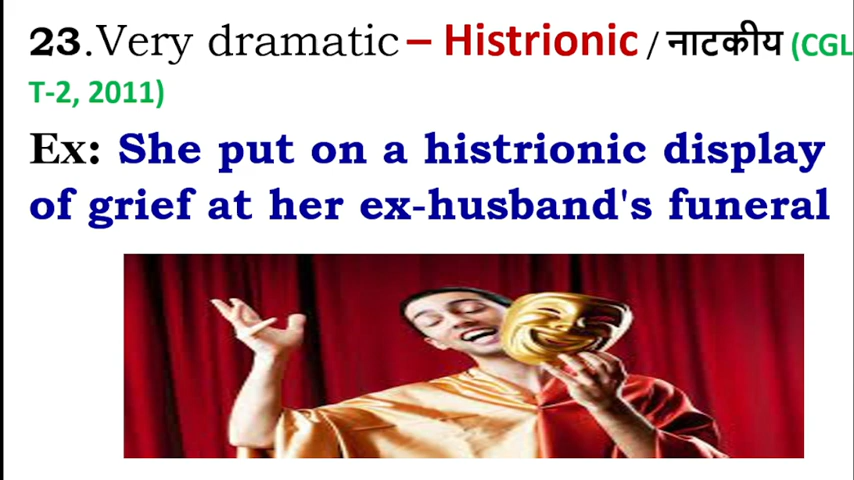 23.Very dramatic – Histrionic / नाटकीय (CGL
T-2, 2011)
Ex: She put on a histrionic display
of grief at her ex-husband's funeral